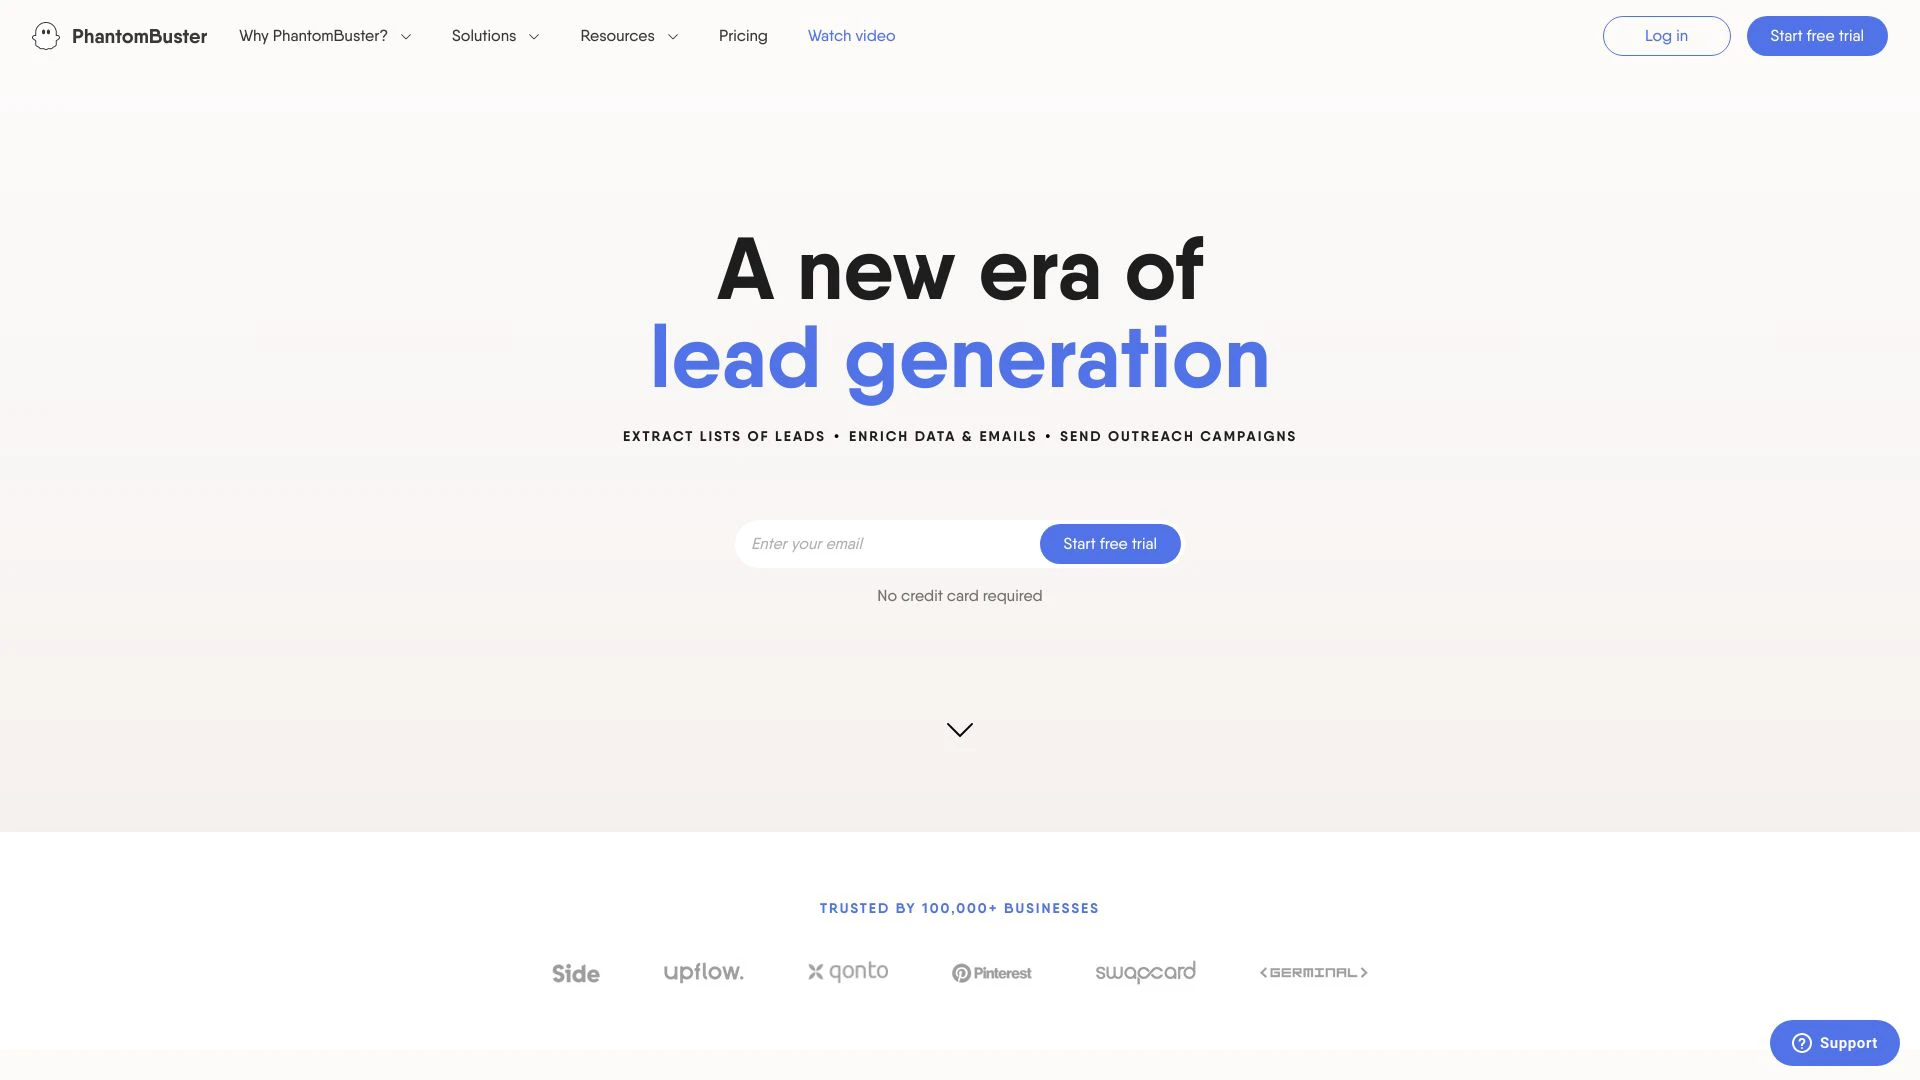 PhantomBuster
Why PhantomBuster?
Solutions
Resources
Pricing
Watch video
Log in
Start free trial
A new era of
lead generation
EXTRACT LISTS OF LEADS • ENRICH DATA & EMAILS • SEND OUTREACH CAMPAIGNS
Enter your email
Start free trial
No credit card required
TRUSTED BY 100,000+ BUSINESSES
Side
upflow.
qonto
Pinterest
swapcard
<GERMINAL>
Support